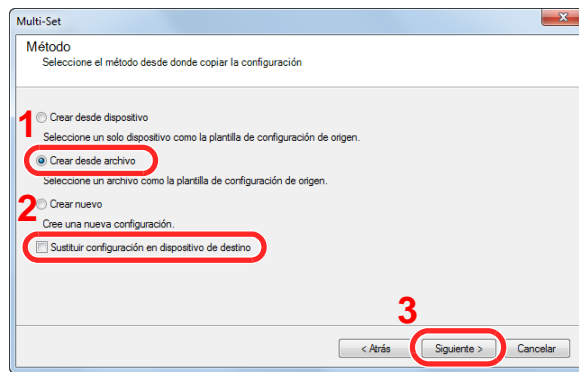 Multi-Set
Método
Seleccione el método desde donde copiar la configuración
1
Crear desde dispositivo
Seleccione un solo dispositivo como la plantilla de configuración de origen.
Crear desde archivo
Seleccione un archivo como la plantilla de configuración de origen.
2
Crear nuevo
Cree una nueva configuración.
Sustituir configuración en dispositivo de destino
3
< Atrás Siguiente > Cancelar